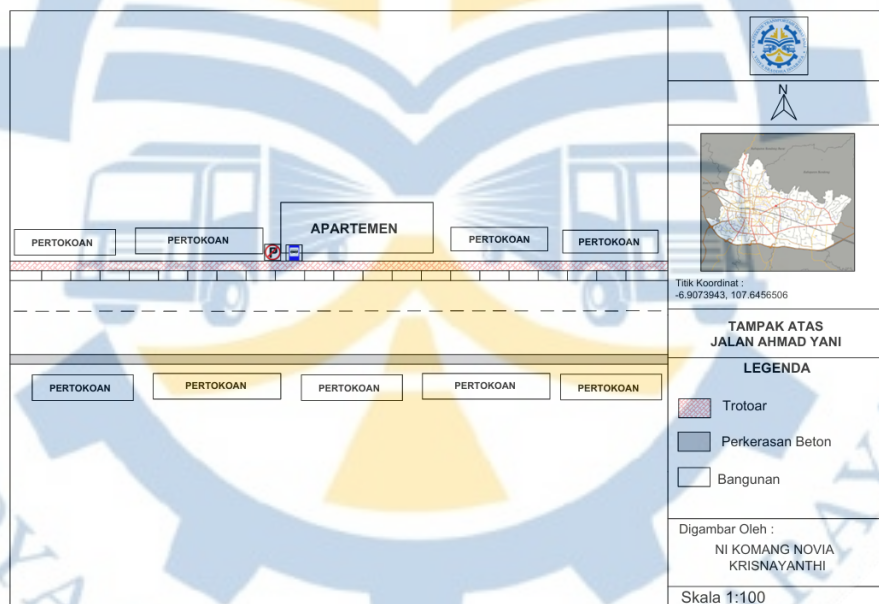 N
Titik Koordinat :
-6.9073943, 107.6456506
TAMPAK ATAS
JALAN AHMAD YANI
LEGENDA
Trotoar
Perkerasan Beton
Bangunan
Digambar Oleh :
NI KOMANG NOVIA
KRISNAYANTHI
Skala 1:100
APARTEMEN
PERTOKOAN PERTOKOAN PERTOKOAN PERTOKOAN
P
PERTOKOAN PERTOKOAN PERTOKOAN PERTOKOAN PERTOKOAN